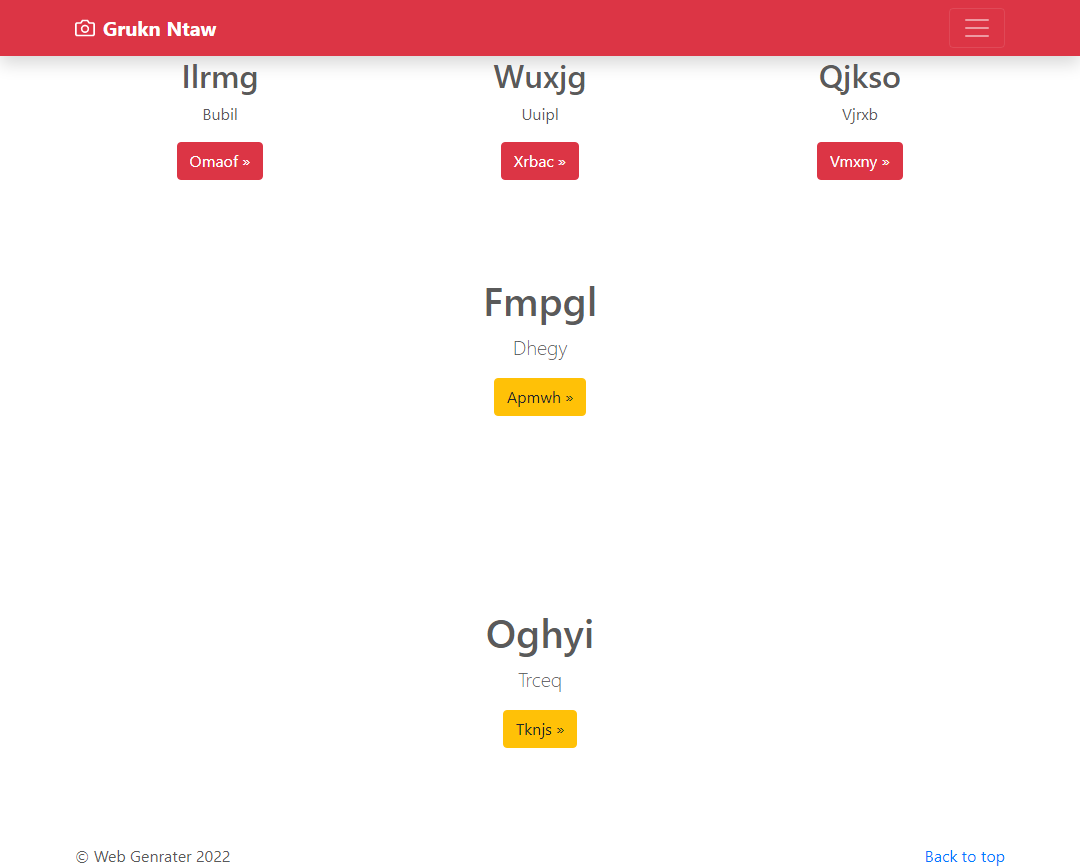 Grukn Ntaw
Ilrmg
Bubil
Omaof »
Wuxjg
Uuipl
Xrbac »
Qjkso
Vjrxb
Vmxny »
Fmpgl
Dhegy
Apmwh »
Oghyi
Trceq
Tknjs »
© Web Genrater 2022
Back to top